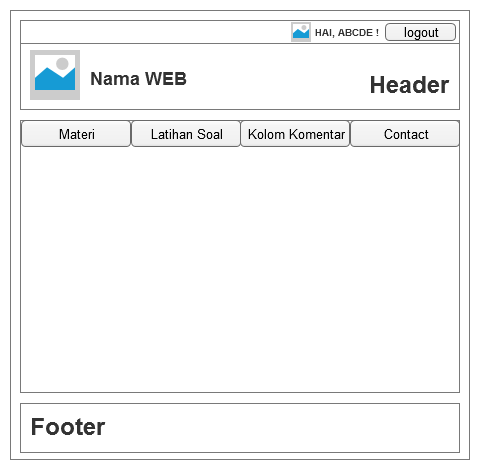 HAI, ABCDE !
logout
Nama WEB
Header
Materi
Latihan Soal
Kolom Komentar
Contact
Footer